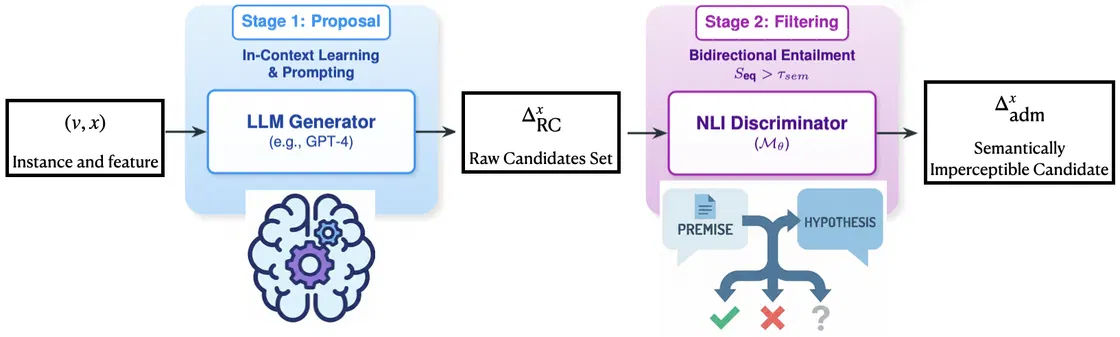 Stage 1: Proposal
In-Context Learning
& Prompting
(v, x)
Instance and feature
LLM Generator
(e.g., GPT-4)
Δ^x_RC
Raw Candidates Set
Stage 2: Filtering
Bidirectional Entailment
S_eq > τ_sem
NLI Discriminator
(ℳ_θ)
Δ^x_adm
Semantically
Imperceptible Candidate
PREMISE
HYPOTHESIS
?